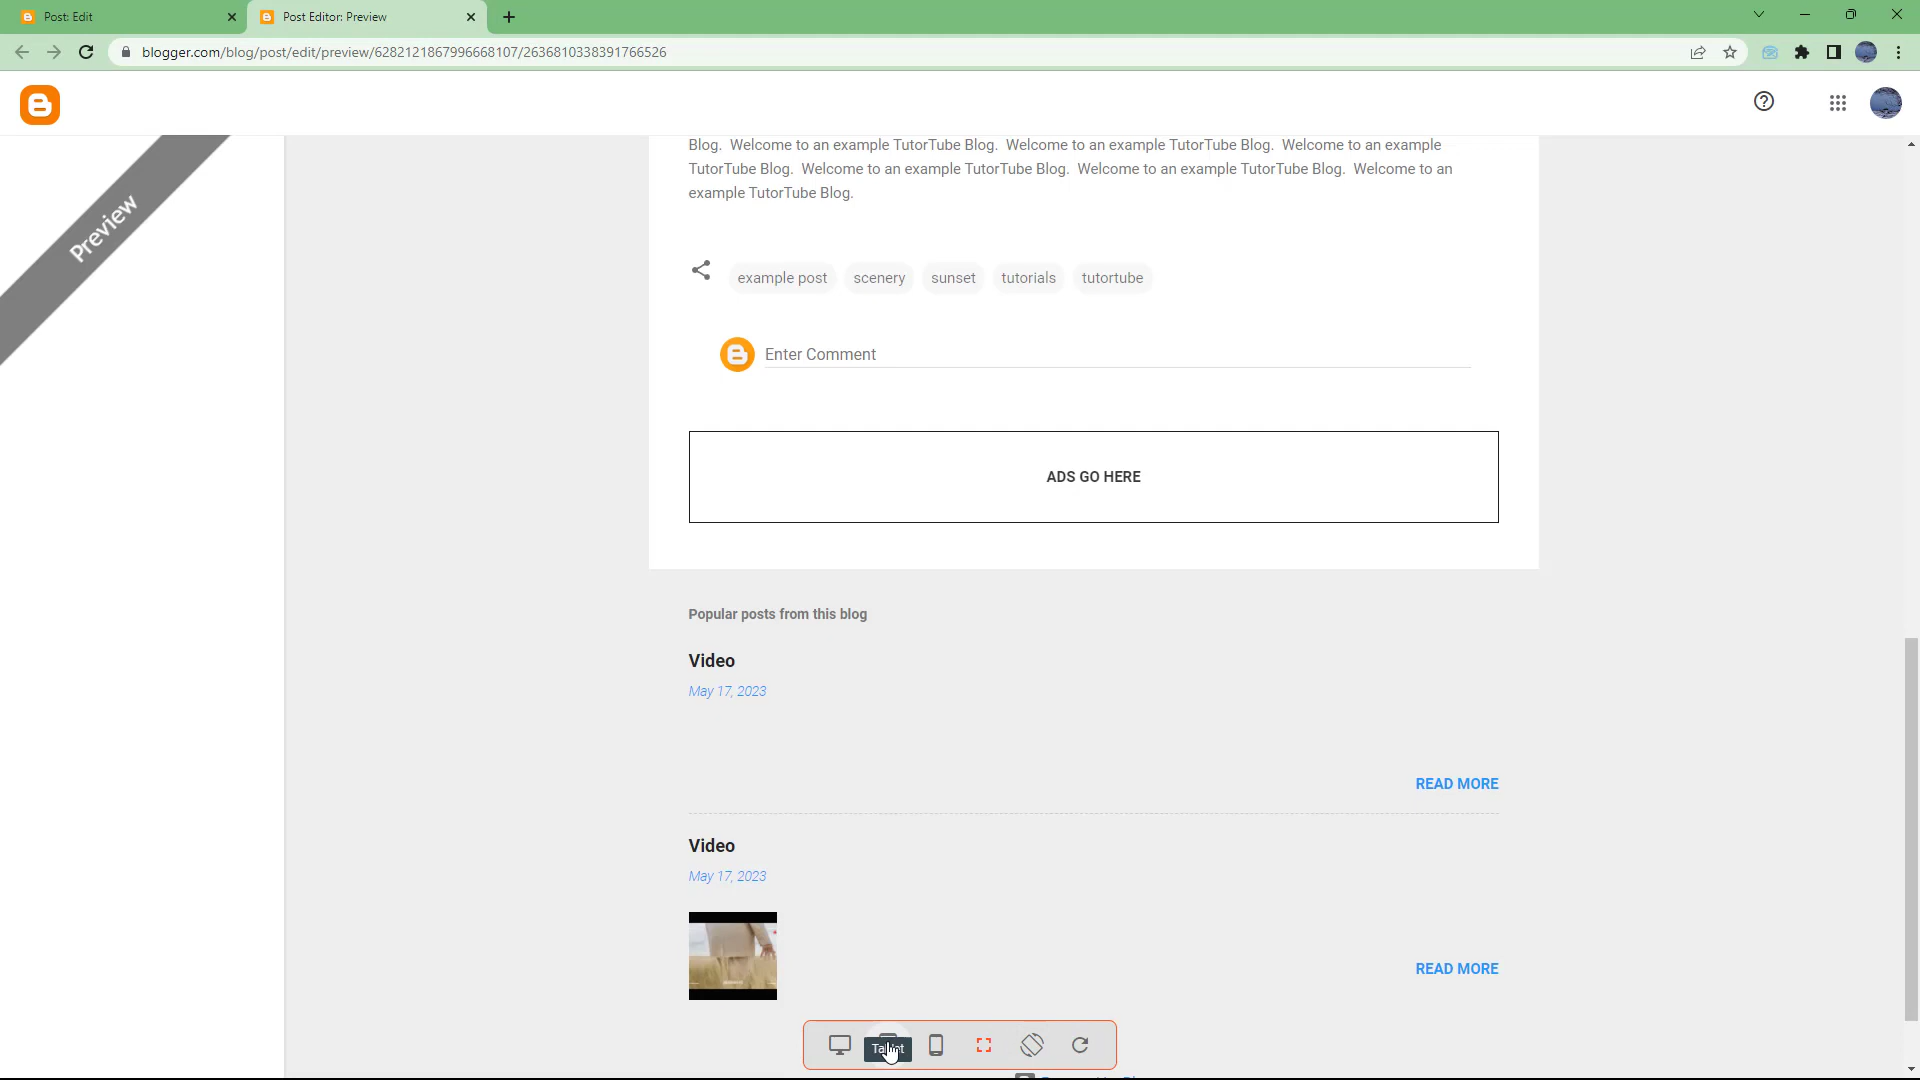 Post: Edit
Post Editor: Preview
blogger.com/blog/post/edit/preview/6282121867996668107/2636810338391766526
Preview
Blog.  Welcome to an example TutorTube Blog.  Welcome to an example TutorTube Blog.  Welcome to an example
TutorTube Blog.  Welcome to an example TutorTube Blog.  Welcome to an example TutorTube Blog.  Welcome to an
example TutorTube Blog.
example post scenery sunset tutorials tutortube
Enter Comment
ADS GO HERE
Popular posts from this blog
Video
May 17, 2023
READ MORE
Video
May 17, 2023
READ MORE